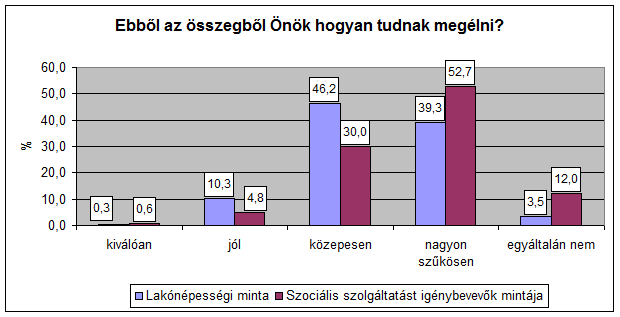 Ebből az összegből Önök hogyan tudnak megélni?
60,0
50,0
40,0
30,0
20,0
10,0
0,0
%
0,3
0,6
10,3
4,8
46,2
30,0
39,3
52,7
3,5
12,0
kiválóan
jól
közepesen
nagyon
szűkösen
egyáltalán nem
Lakónépességi minta
Szociális szolgáltatást igénybevevők mintája